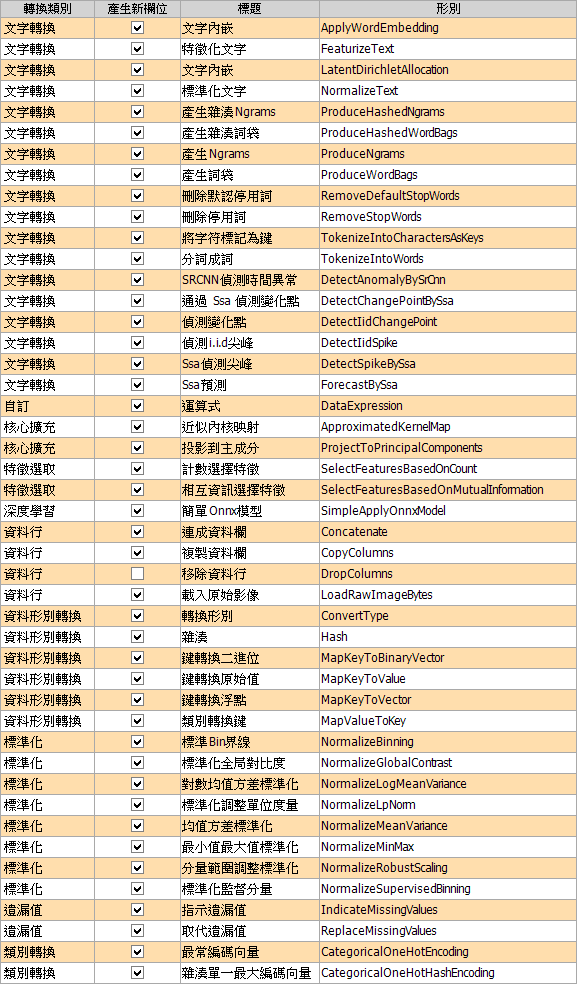 轉換類別 產生新欄位 標題 形別
文字轉換 文字內嵌 ApplyWordEmbedding
文字轉換 特徵化文字 FeaturizeText
文字轉換 文字內嵌 LatentDirichletAllocation
文字轉換 標準化文字 NormalizeText
文字轉換 產生雜湊Ngrams ProduceHashedNgrams
文字轉換 產生雜湊詞袋 ProduceHashedWordBags
文字轉換 產生Ngrams ProduceNgrams
文字轉換 產生詞袋 ProduceWordBags
文字轉換 刪除默認停用詞 RemoveDefaultStopWords
文字轉換 刪除停用詞 RemoveStopWords
文字轉換 將字符標記為鍵 TokenizeIntoCharactersAsKeys
文字轉換 分詞成詞 TokenizeIntoWords
文字轉換 SRCNN偵測時間異常 DetectAnomalyBySrCnn
文字轉換 通過 Ssa 偵測變化點 DetectChangePointBySsa
文字轉換 偵測變化點 DetectIidChangePoint
文字轉換 偵測i.i.d尖峰 DetectIidSpike
文字轉換 Ssa偵測尖峰 DetectSpikeBySsa
文字轉換 Ssa預測 ForecastBySsa
自訂 運算式 DataExpression
核心擴充 近似內核映射 ApproximatedKernelMap
核心擴充 投影到主成分 ProjectToPrincipalComponents
特徵選取 計數選擇特徵 SelectFeaturesBasedOnCount
特徵選取 相互資訊選擇特徵 SelectFeaturesBasedOnMutualInformation
深度學習 簡單Onnx模型 SimpleApplyOnnxModel
資料行 連成資料欄 Concatenate
資料行 複製資料欄 CopyColumns
資料行 移除資料行 DropColumns
資料行 載入原始影像 LoadRawImageBytes
資料形別轉換 轉換形別 ConvertType
資料形別轉換 雜湊 Hash
資料形別轉換 鍵轉換二進位 MapKeyToBinaryVector
資料形別轉換 鍵轉換原始值 MapKeyToValue
資料形別轉換 鍵轉換浮點 MapKeyToVector
資料形別轉換 類別轉換鍵 MapValueToKey
標準化 標準Bin界線 NormalizeBinning
標準化 標準化全局對比度 NormalizeGlobalContrast
標準化 對數均值方差標準化 NormalizeLogMeanVariance
標準化 標準化調整單位度量 NormalizeLpNorm
標準化 均值方差標準化 NormalizeMeanVariance
標準化 最小值最大值標準化 NormalizeMinMax
標準化 分量範圍調整標準化 NormalizeRobustScaling
標準化 標準化監督分量 NormalizeSupervisedBinning
遺漏值 指示遺漏值 IndicateMissingValues
遺漏值 取代遺漏值 ReplaceMissingValues
類別轉換 最常編碼向量 CategoricalOneHotEncoding
類別轉換 雜湊單一最大編碼向量 CategoricalOneHotHashEncoding